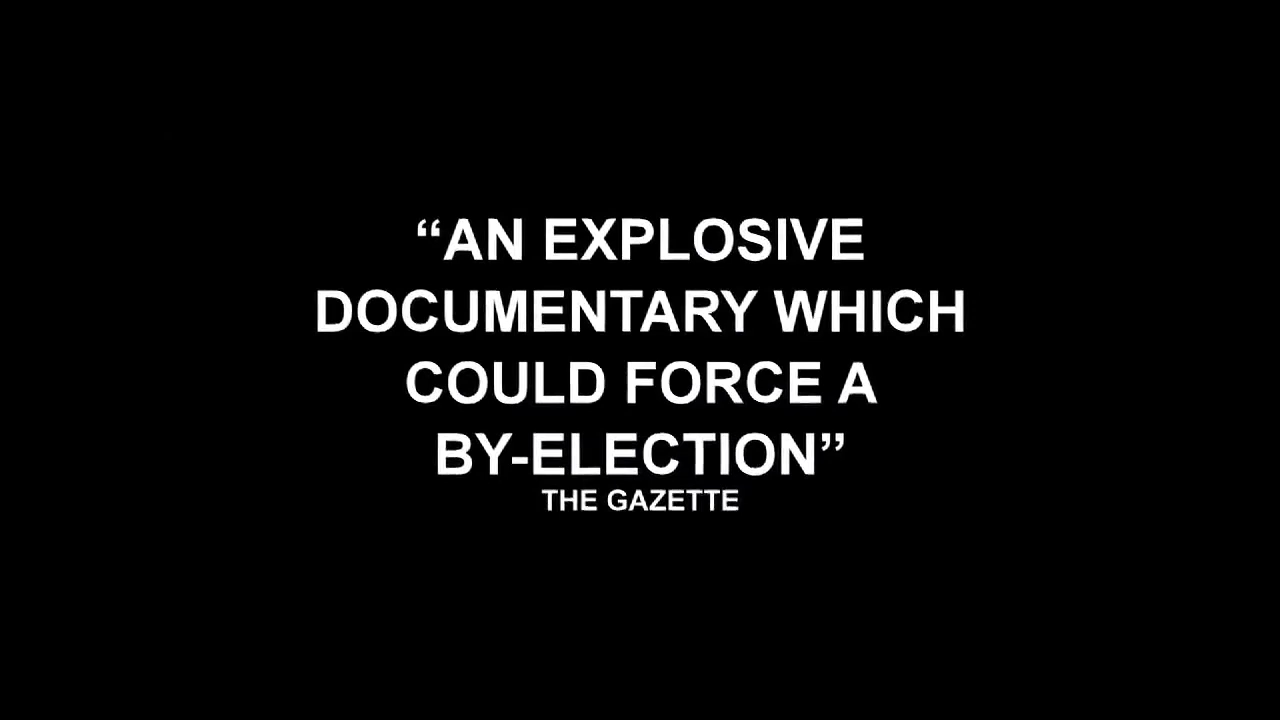 “AN EXPLOSIVE
DOCUMENTARY WHICH
COULD FORCE A
BY-ELECTION”
THE GAZETTE